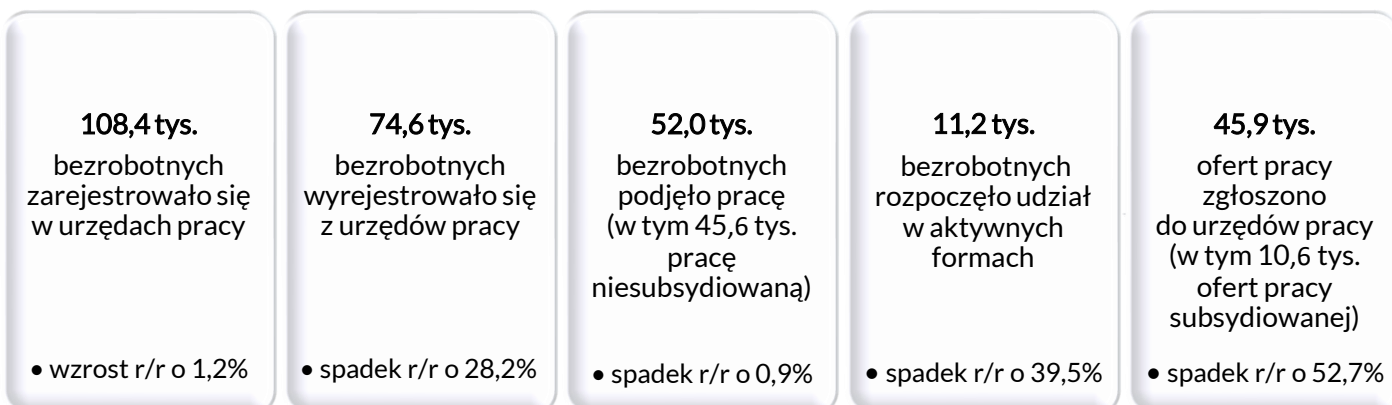 108,4 tys.
bezrobotnych
zarejestrowało się
w urzędach pracy
• wzrost r/r o 1,2%
74,6 tys.
bezrobotnych
wyrejestrowało się
z urzędów pracy
• spadek r/r o 28,2%
52,0 tys.
bezrobotnych
podjęło pracę
(w tym 45,6 tys.
pracę
niesubsydiowaną)
• spadek r/r o 0,9%
11,2 tys.
bezrobotnych
rozpoczęło udział
w aktywnych
formach
• spadek r/r o 39,5%
45,9 tys.
ofert pracy
zgłoszono
do urzędów pracy
(w tym 10,6 tys.
ofert pracy
subsydiowanej)
• spadek r/r o 52,7%